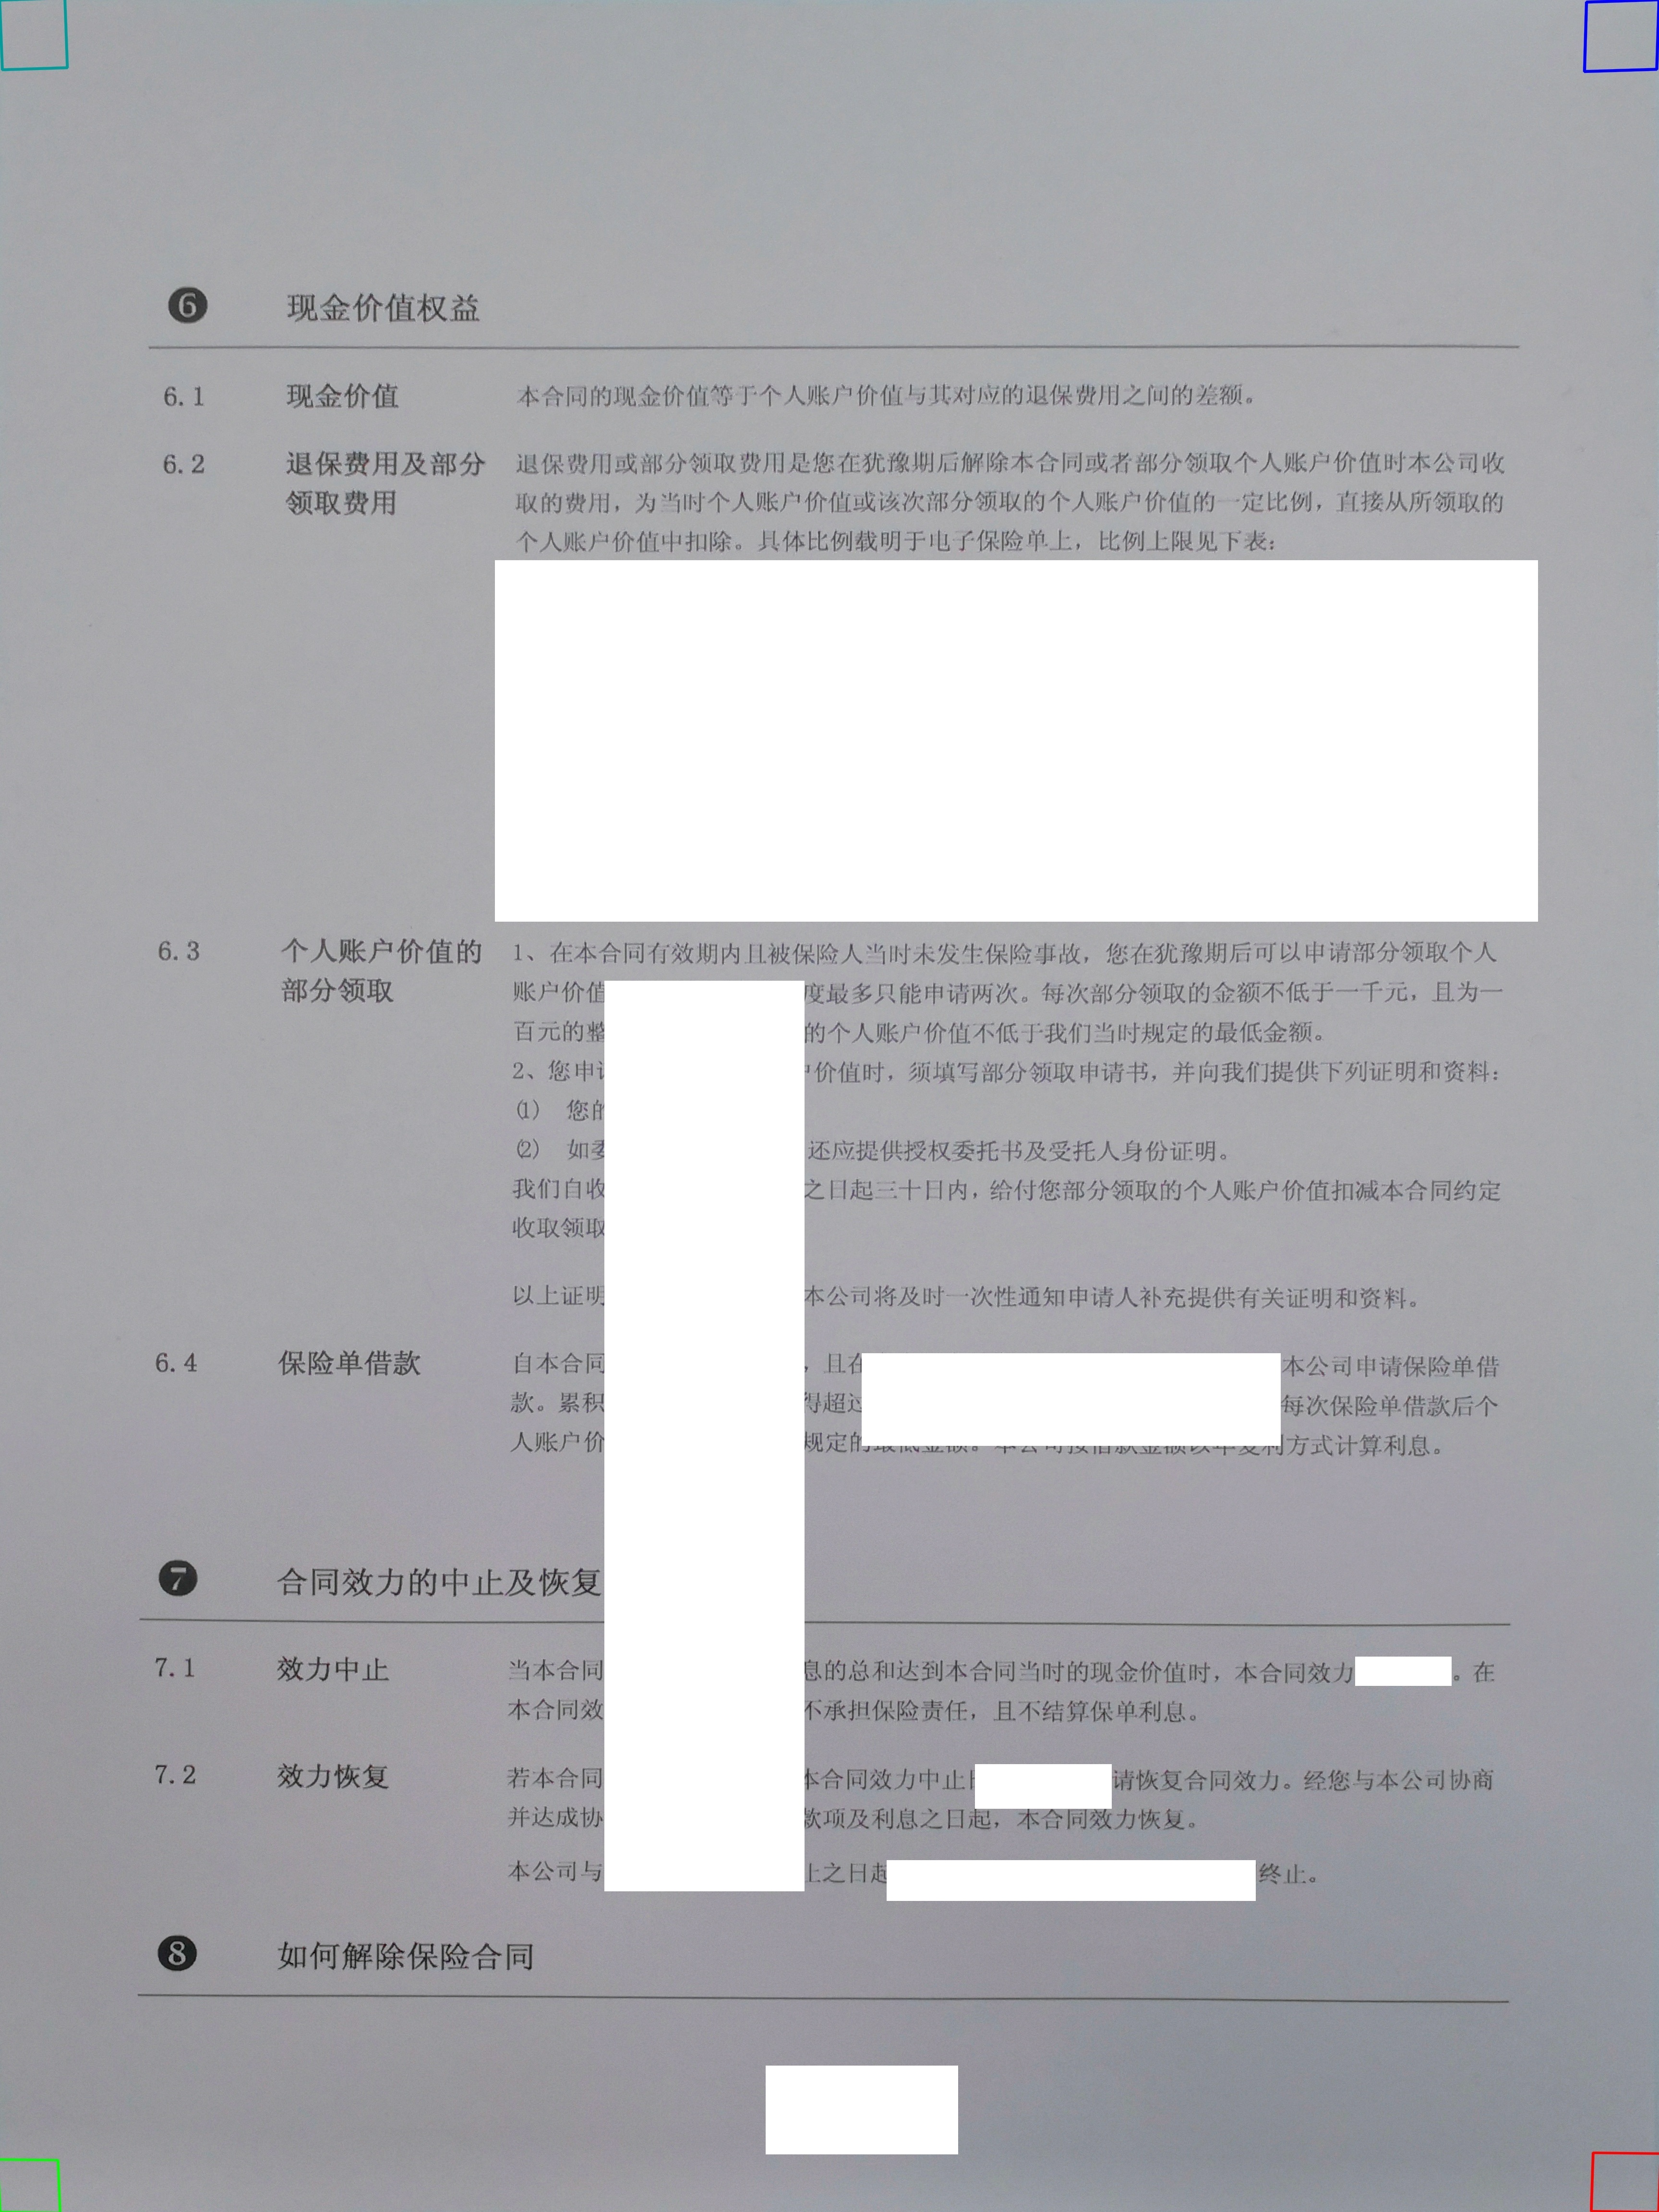 6 现金价值权益
6.1 现金价值 本合同的现金价值等于个人账户价值与其对应的退保费用之间的差额。
6.2 退保费用及部分 退保费用或部分领取费用是您在犹豫期后解除本合同或者部分领取个人账户价值时本公司收
领取费用 取的费用，为当时个人账户价值或该次部分领取的个人账户价值的一定比例，直接从所领取的
个人账户价值中扣除。具体比例载明于电子保险单上，比例上限见下表：
6.3 个人账户价值的 1、在本合同有效期内且被保险人当时未发生保险事故，您在犹豫期后可以申请部分领取个人
部分领取 账户价值 度最多只能申请两次。每次部分领取的金额不低于一千元，且为一
百元的整 的个人账户价值不低于我们当时规定的最低金额。
2、您申 价值时，须填写部分领取申请书，并向我们提供下列证明和资料：
(1) 您的
(2) 如委 还应提供授权委托书及受托人身份证明。
我们自收 之日起三十日内，给付您部分领取的个人账户价值扣减本合同约定
收取领取
以上证明 本公司将及时一次性通知申请人补充提供有关证明和资料。
6.4 保险单借款 自本合同 ，且在 本公司申请保险单借
款。累积 得超过 每次保险单借款后个
人账户价 规定的最低金额。本公司按借款金额以年复利方式计算利息。
7 合同效力的中止及恢复
7.1 效力中止 当本合同 息的总和达到本合同当时的现金价值时，本合同效力 。在
本合同效 不承担保险责任，且不结算保单利息。
7.2 效力恢复 若本合同 本合同效力中止 请恢复合同效力。经您与本公司协商
并达成协 款项及利息之日起，本合同效力恢复。
本公司与 止之日起 终止。
8 如何解除保险合同